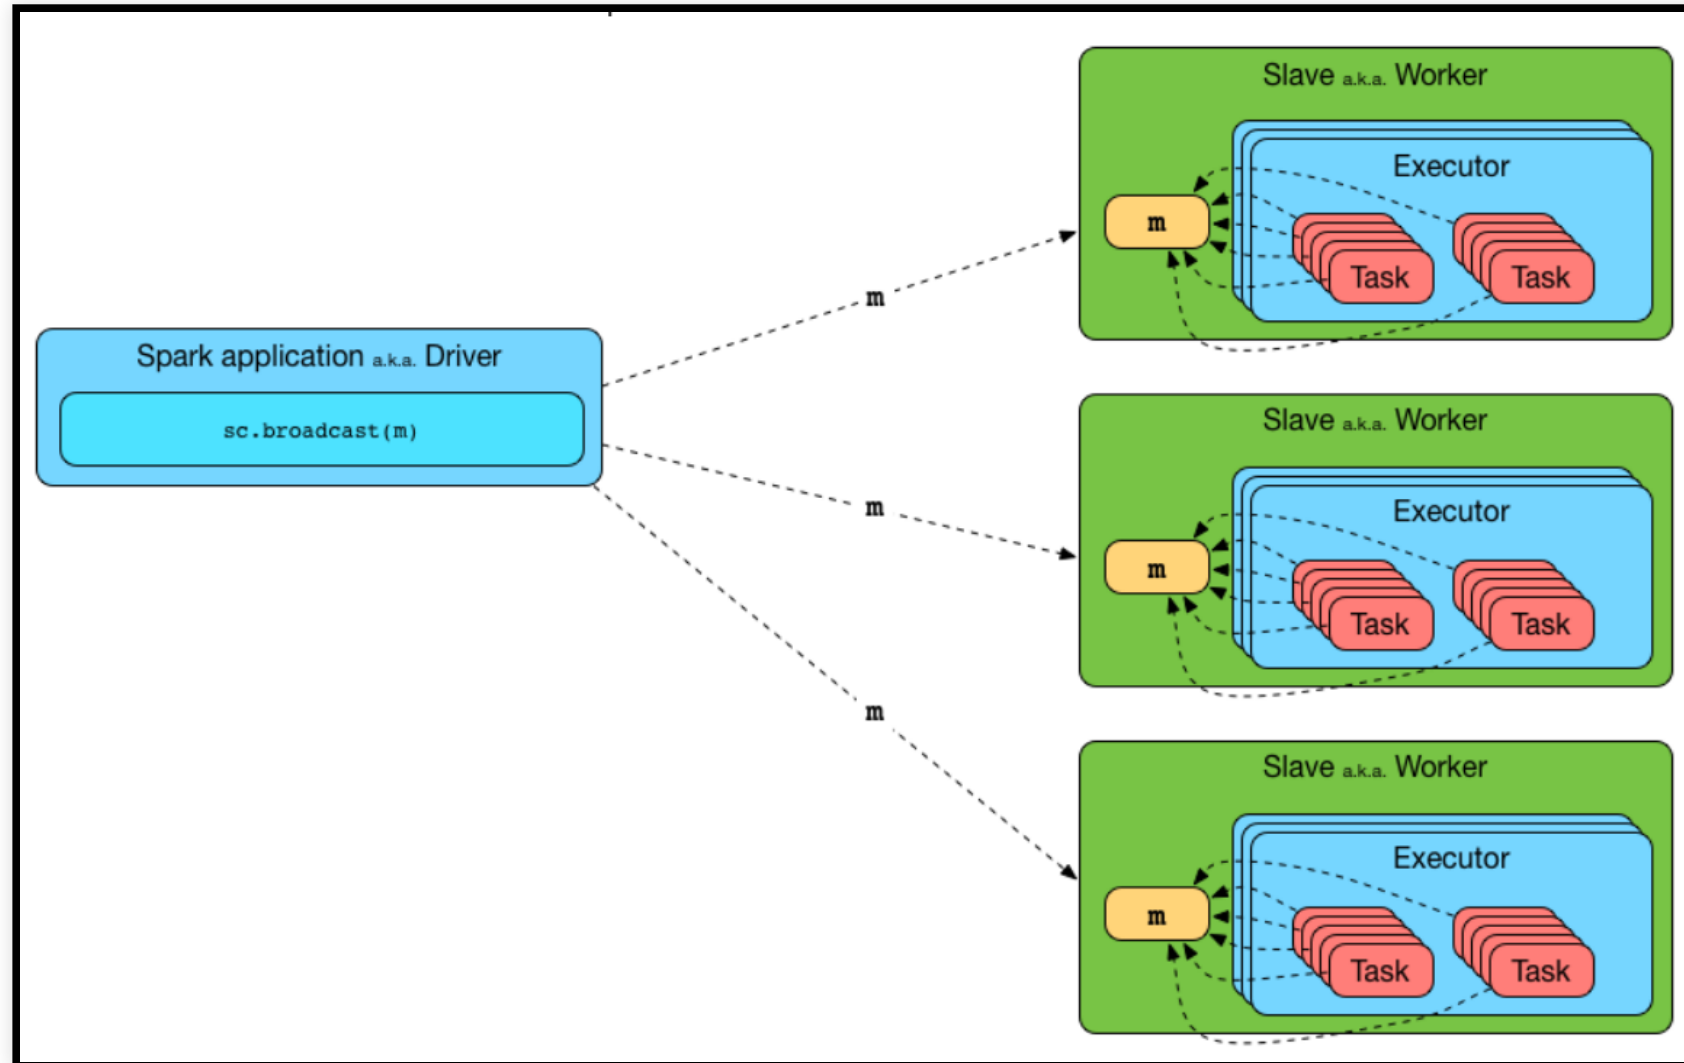 Slave a.k.a. Worker
Executor
m
Task
Task
m
Spark application a.k.a. Driver
sc.broadcast(m)
Slave a.k.a. Worker
m
Executor
m
Task
Task
m
Slave a.k.a. Worker
Executor
m
Task
Task